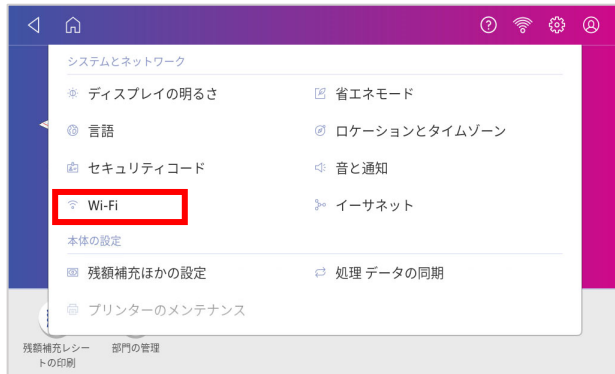 システムとネットワーク
ディスプレイの明るさ
省エネモード
言語
ロケーションとタイムゾーン
セキュリティコード
音と通知
Wi-Fi
イーサネット
本体の設定
残額補充ほかの設定
処理 データの同期
プリンターのメンテナンス
残額補充レシー
トの印刷
部門の管理